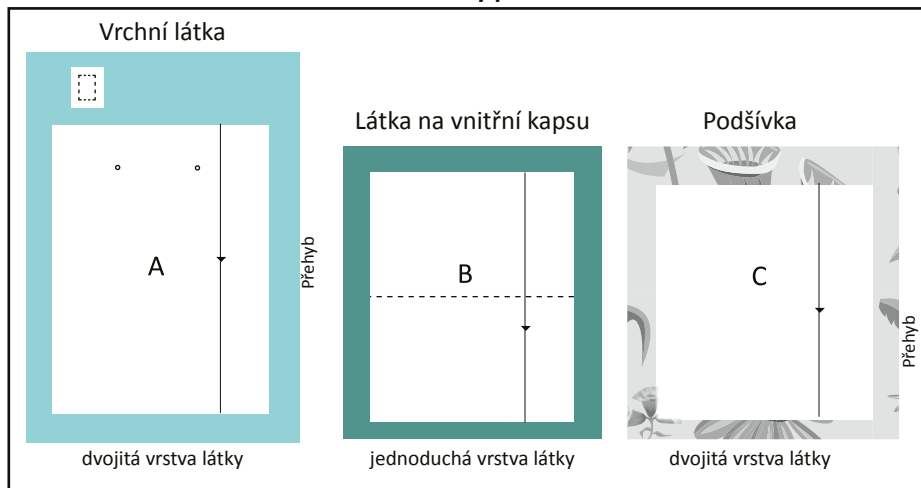 Vrchní látka
A
Přehyb
dvojitá vrstva látky
Látka na vnitřní kapsu
B
jednoduchá vrstva látky
Podšívka
C
Přehyb
dvojitá vrstva látky